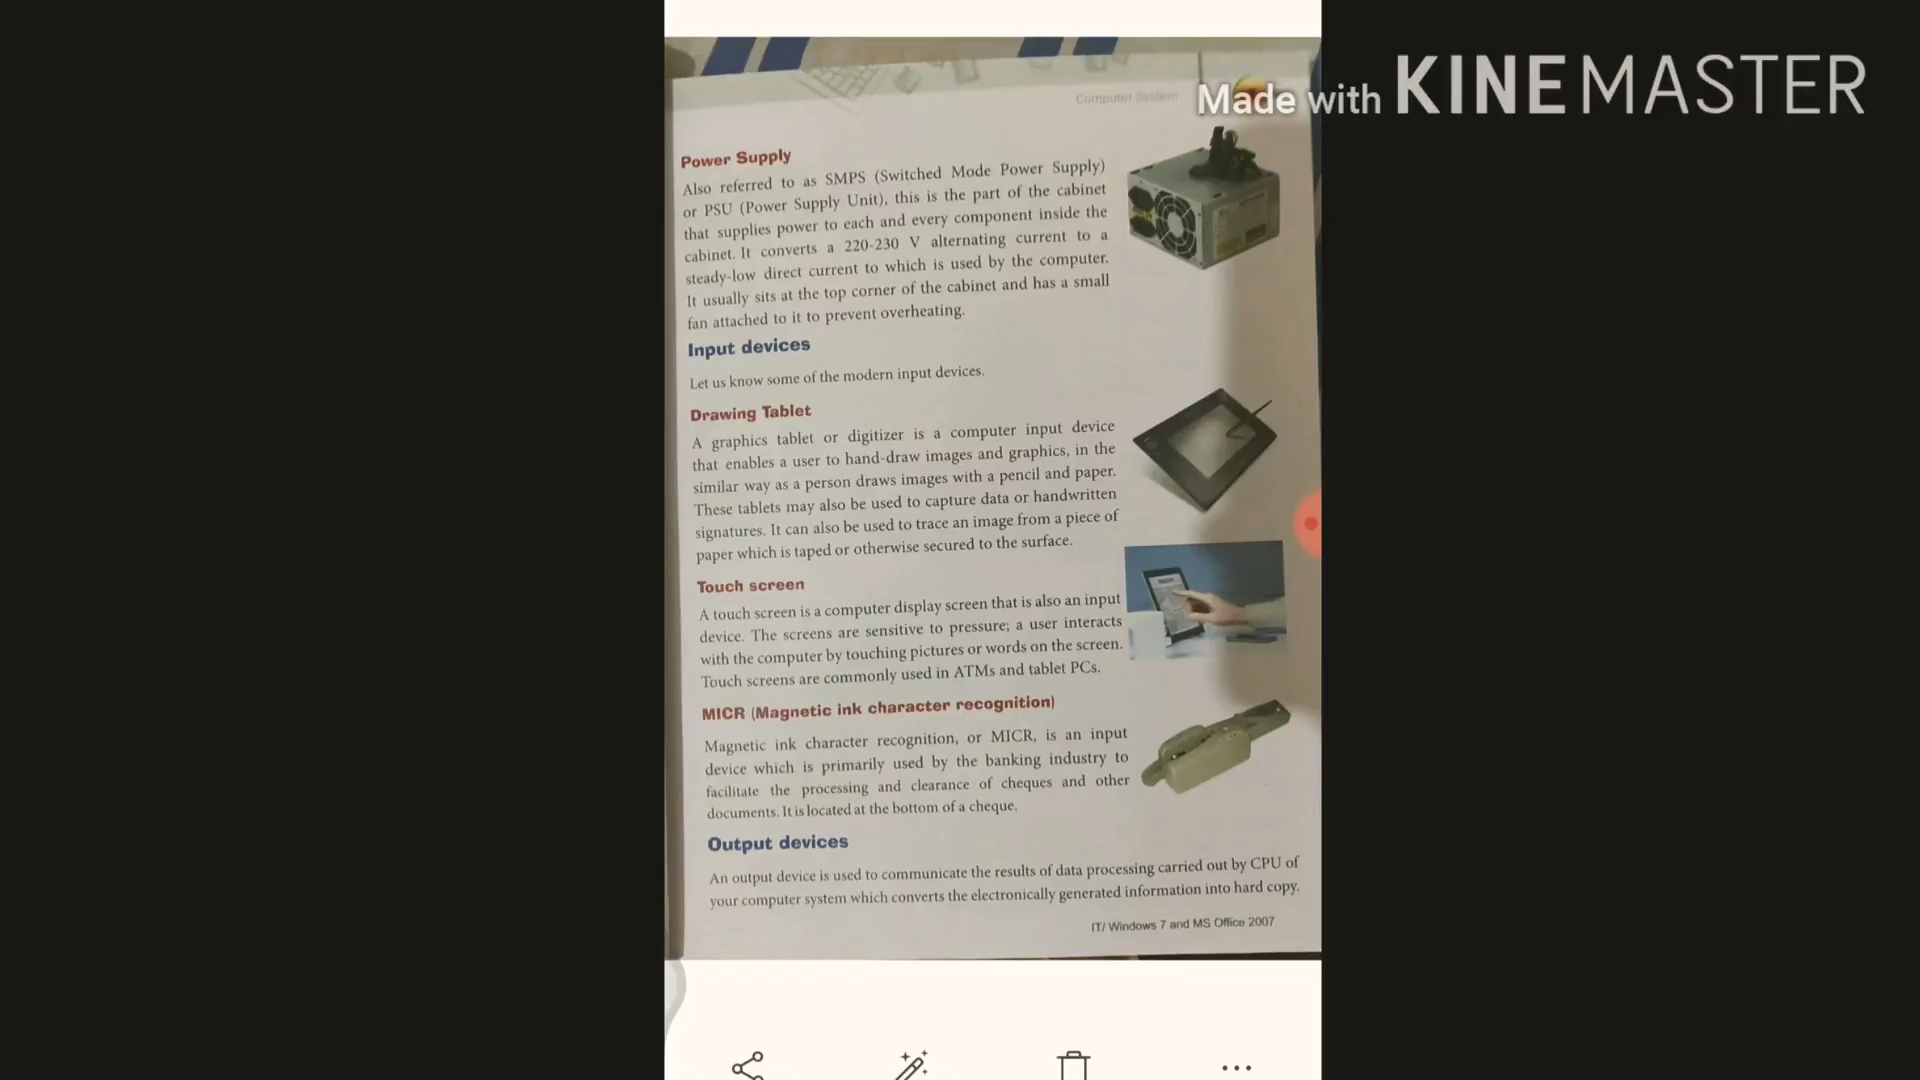 Made with KINEMASTER
Computer System
Power Supply
Also referred to as SMPS (Switched Mode Power Supply)
or PSU (Power Supply Unit), this is the part of the cabinet
that supplies power to each and every component inside the
cabinet. It converts a 220-230 V alternating current to a
steady-low direct current to which is used by the computer.
It usually sits at the top corner of the cabinet and has a small
fan attached to it to prevent overheating.
Input devices
Let us know some of the modern input devices.
Drawing Tablet
A graphics tablet or digitizer is a computer input device
that enables a user to hand-draw images and graphics, in the
similar way as a person draws images with a pencil and paper.
These tablets may also be used to capture data or handwritten
signatures. It can also be used to trace an image from a piece of
paper which is taped or otherwise secured to the surface.
Touch screen
A touch screen is a computer display screen that is also an input
device. The screens are sensitive to pressure; a user interacts
with the computer by touching pictures or words on the screen.
Touch screens are commonly used in ATMs and tablet PCs.
MICR (Magnetic ink character recognition)
Magnetic ink character recognition, or MICR, is an input
device which is primarily used by the banking industry to
facilitate the processing and clearance of cheques and other
documents. It is located at the bottom of a cheque.
Output devices
An output device is used to communicate the results of data processing carried out by CPU of
your computer system which converts the electronically generated information into hard copy.
IT/ Windows 7 and MS Office 2007